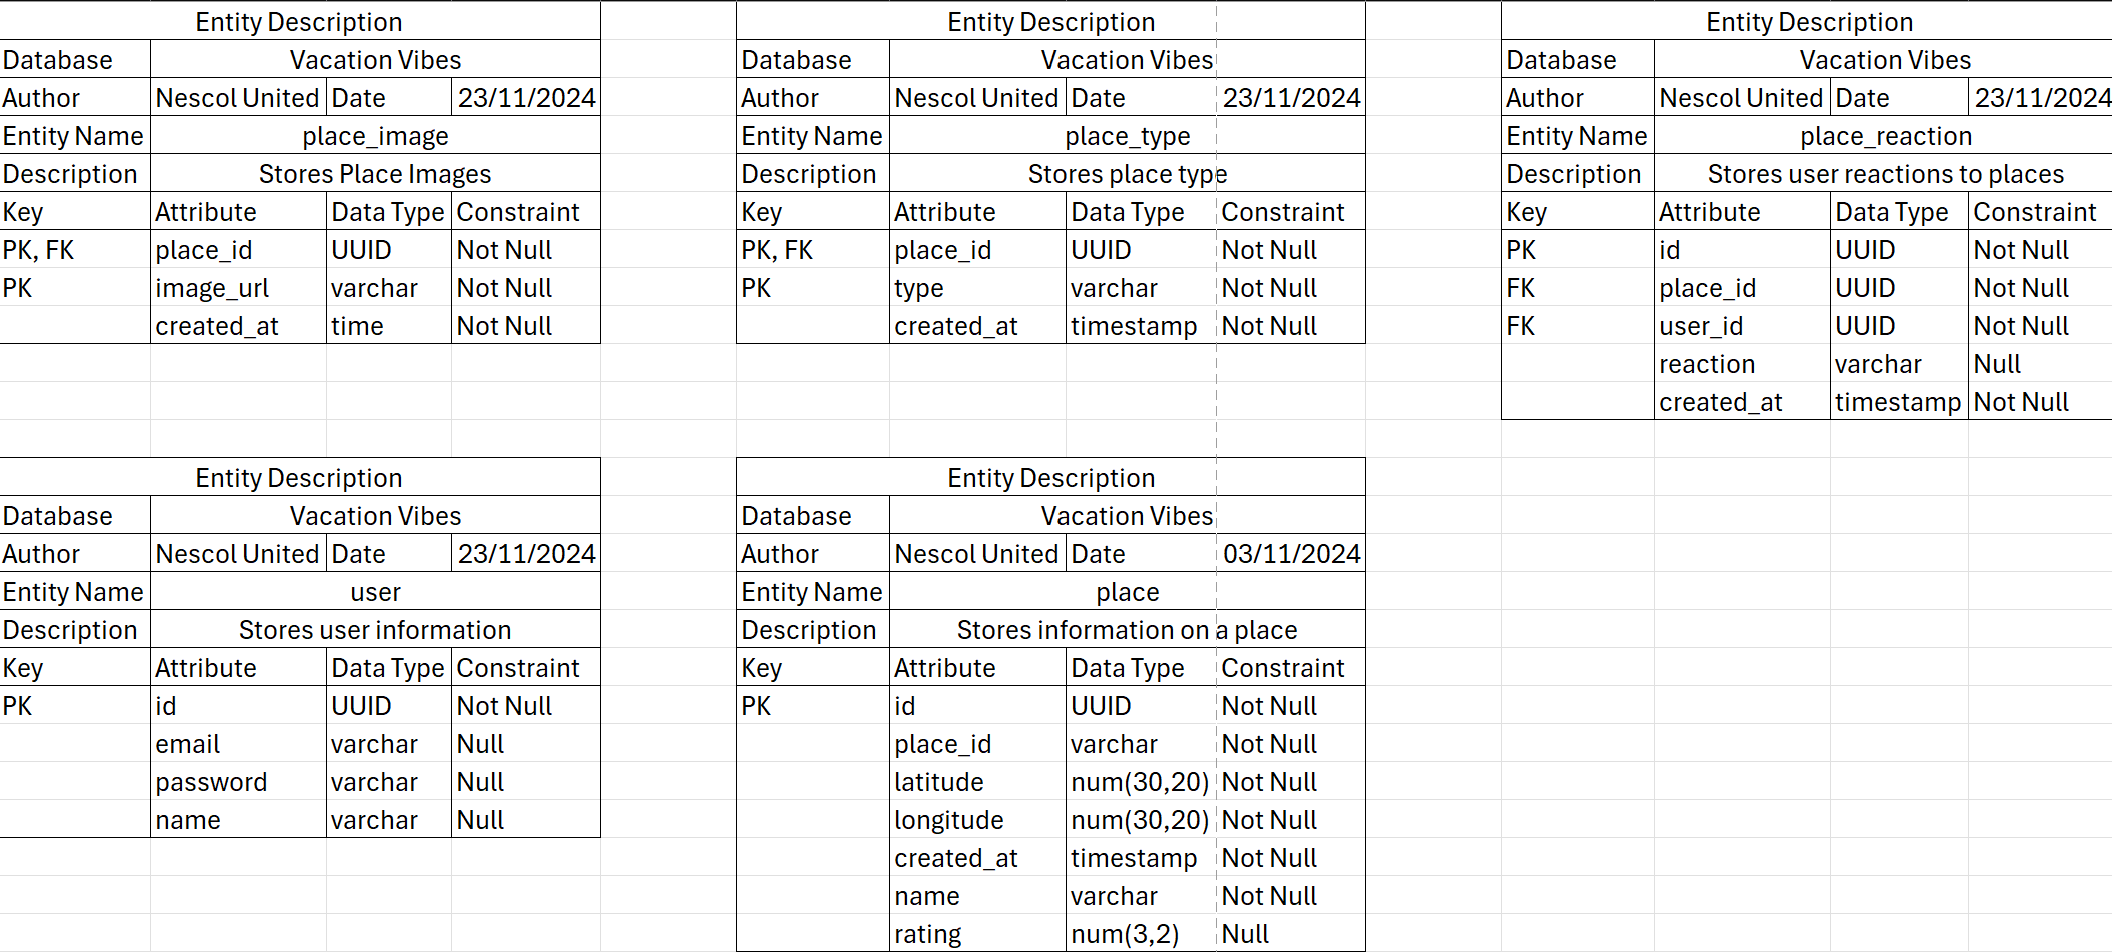 Entity Description
Database Vacation Vibes
Author Nescol United Date 23/11/2024
Entity Name place_image
Description Stores Place Images
Key Attribute Data Type Constraint
PK, FK place_id UUID Not Null
PK image_url varchar Not Null
created_at time Not Null
Entity Description
Database Vacation Vibes
Author Nescol United Date 23/11/2024
Entity Name place_type
Description Stores place type
Key Attribute Data Type Constraint
PK, FK place_id UUID Not Null
PK type varchar Not Null
created_at timestamp Not Null
Entity Description
Database Vacation Vibes
Author Nescol United Date 23/11/2024
Entity Name place_reaction
Description Stores user reactions to places
Key Attribute Data Type Constraint
PK id UUID Not Null
FK place_id UUID Not Null
FK user_id UUID Not Null
reaction varchar Null
created_at timestamp Not Null
Entity Description
Database Vacation Vibes
Author Nescol United Date 23/11/2024
Entity Name user
Description Stores user information
Key Attribute Data Type Constraint
PK id UUID Not Null
email varchar Null
password varchar Null
name varchar Null
Entity Description
Database Vacation Vibes
Author Nescol United Date 03/11/2024
Entity Name place
Description Stores information on a place
Key Attribute Data Type Constraint
PK id UUID Not Null
place_id varchar Not Null
latitude num(30,20) Not Null
longitude num(30,20) Not Null
created_at timestamp Not Null
name varchar Not Null
rating num(3,2) Null